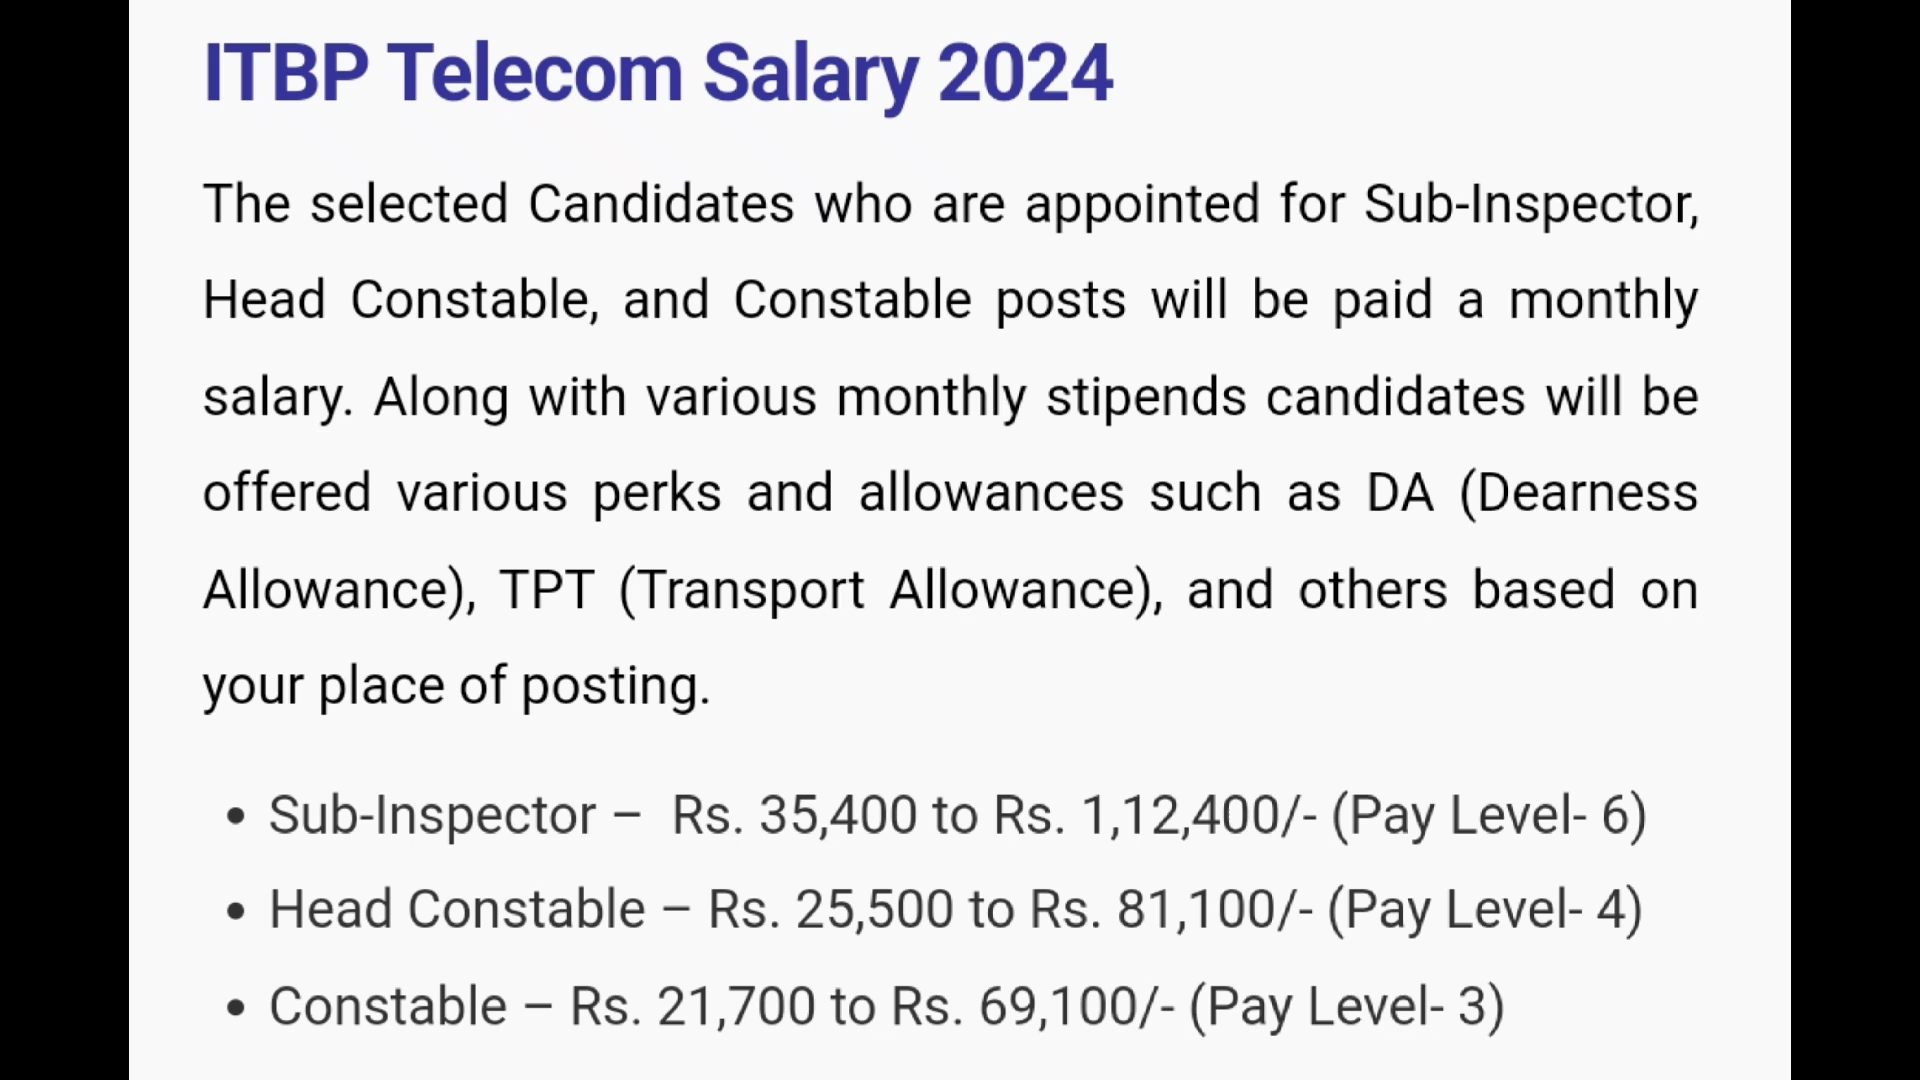 ITBP Telecom Salary 2024
The selected Candidates who are appointed for Sub-Inspector,
Head Constable, and Constable posts will be paid a monthly
salary. Along with various monthly stipends candidates will be
offered various perks and allowances such as DA (Dearness
Allowance), TPT (Transport Allowance), and others based on
your place of posting.
• Sub-Inspector – Rs. 35,400 to Rs. 1,12,400/- (Pay Level- 6)
• Head Constable – Rs. 25,500 to Rs. 81,100/- (Pay Level- 4)
• Constable – Rs. 21,700 to Rs. 69,100/- (Pay Level- 3)